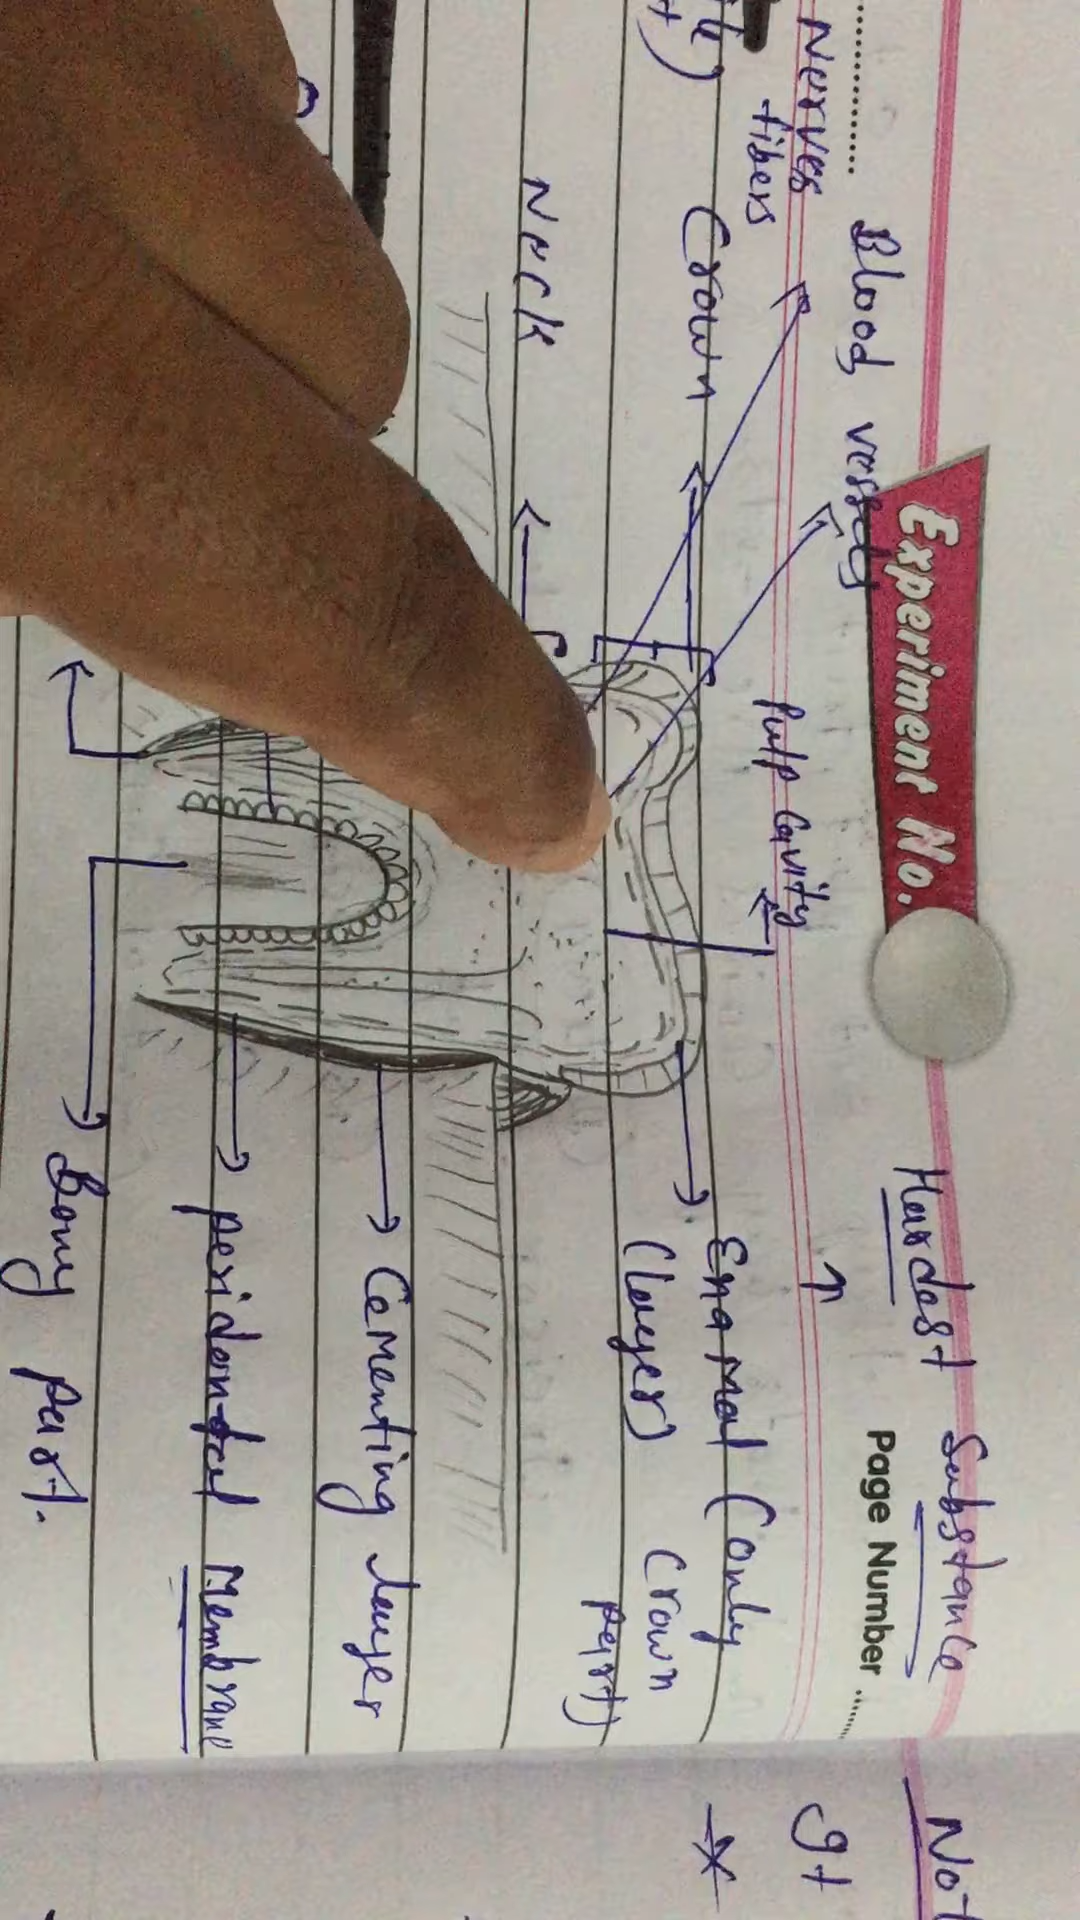 Experiment No.
Page Number
Hardest Substance
Blood vessels
Nerves
fibers
Pulp Cavity
Crown
Enamal (only
Crown
part)
(layer)
Neck
Cementing layer
peridontal Membrane
Bony part.